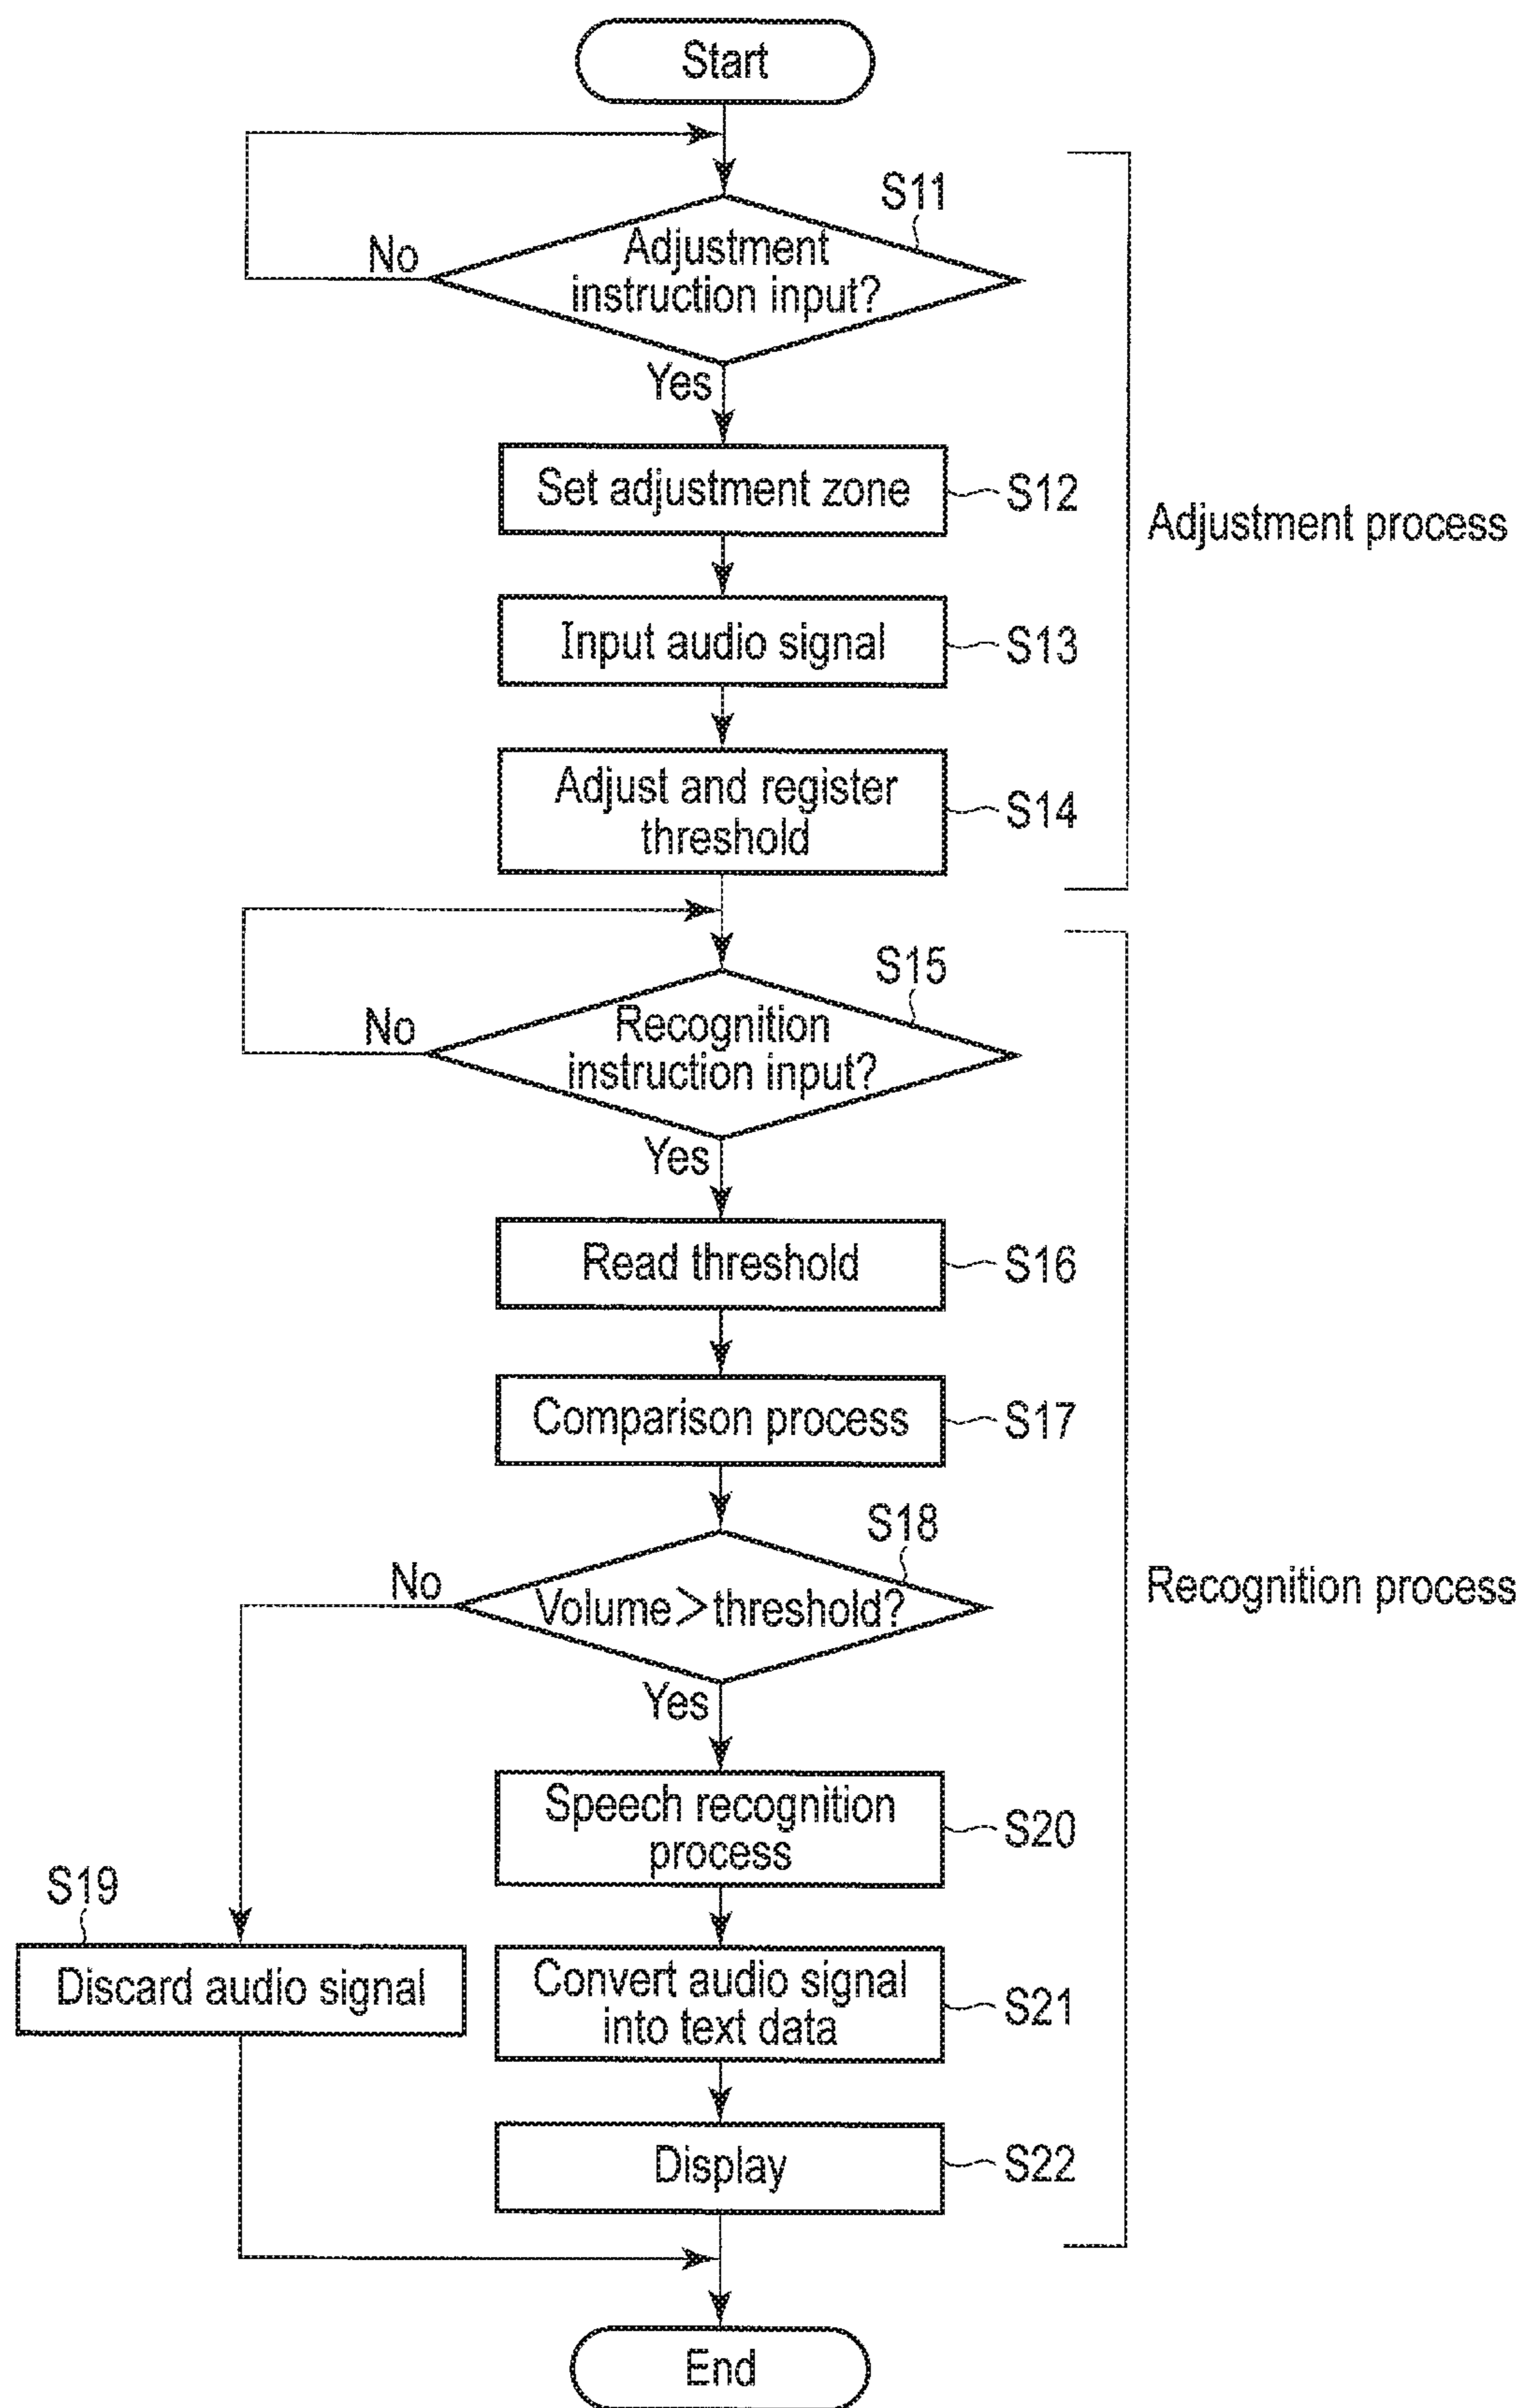 Start
S11
No
Adjustment
instruction input?
Yes
Set adjustment zone
S12
Adjustment process
Input audio signal
S13
Adjust and register
threshold
S14
S15
No
Recognition
instruction input?
Yes
Read threshold
S16
Comparison process
S17
S18
No
Volume>threshold?
Recognition process
Yes
Speech recognition
process
S20
S19
Discard audio signal
Convert audio signal
into text data
S21
Display
S22
End